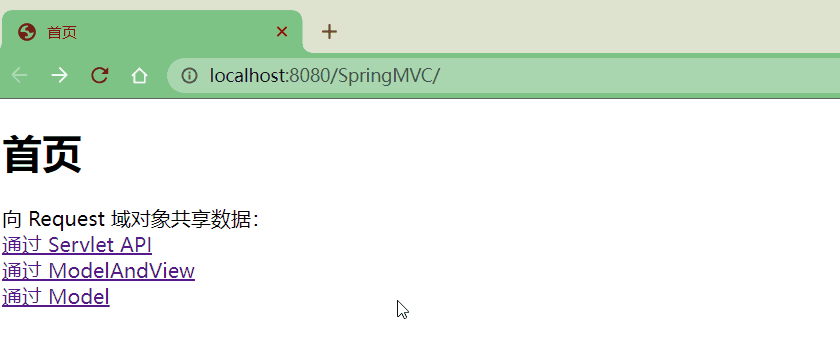 首页
localhost:8080/SpringMVC/
首页
向 Request 域对象共享数据：
通过 Servlet API
通过 ModelAndView
通过 Model